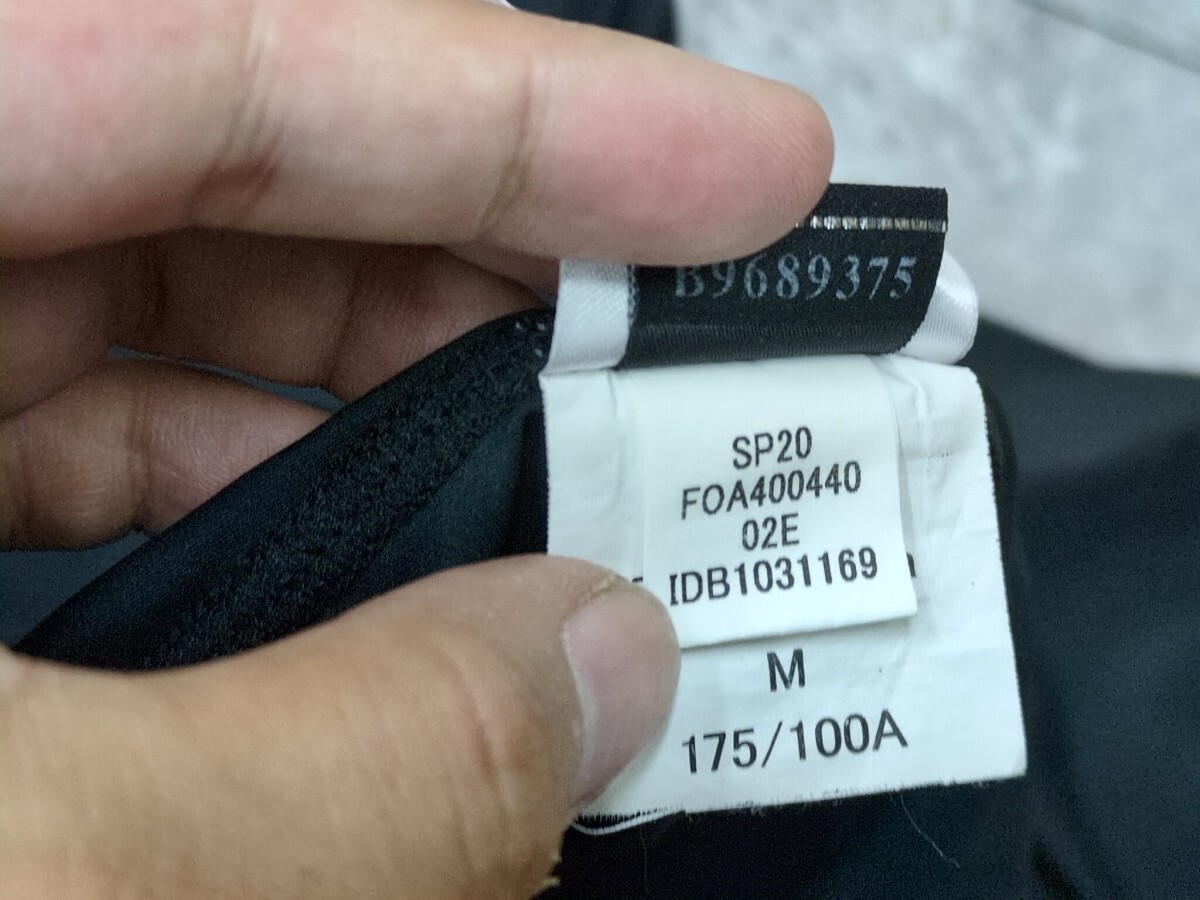 B9689375
SP20
FOA400440
02E
IDB1031169
M
175/100A